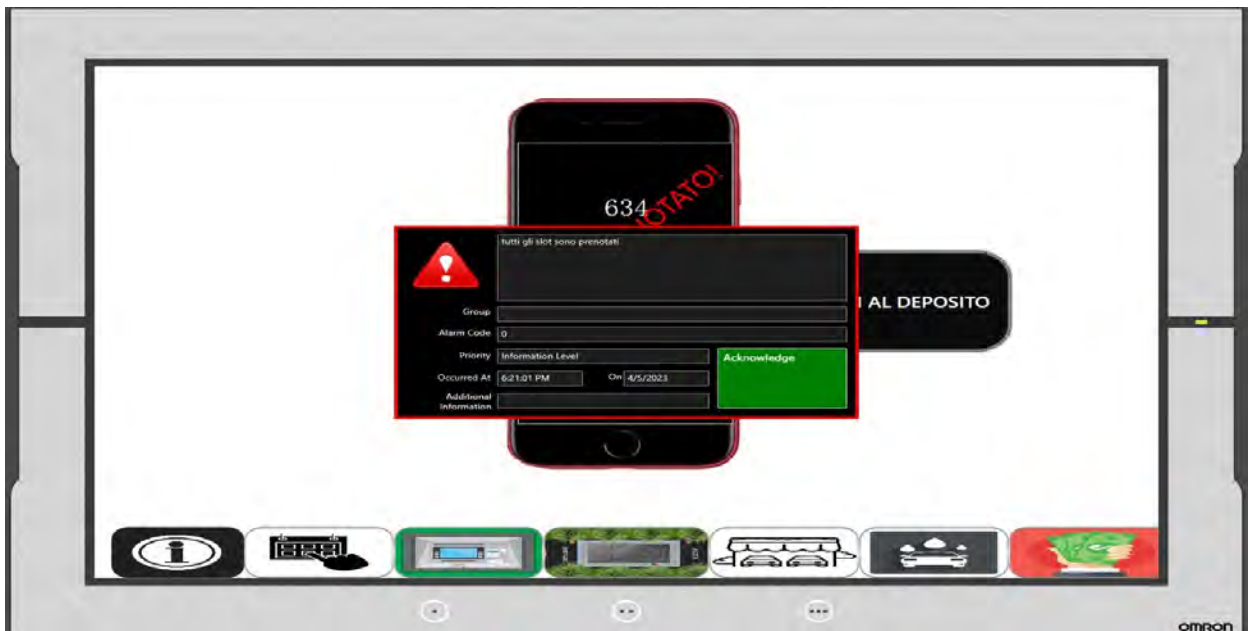 634
NOTATO!
tutti gli slot sono prenotati
AL DEPOSITO
Group
Alarm Code 0
Priority Information Level
Acknowledge
Occurred At 6:21:01 PM On 4/5/2023
Additional
Information
OMRON